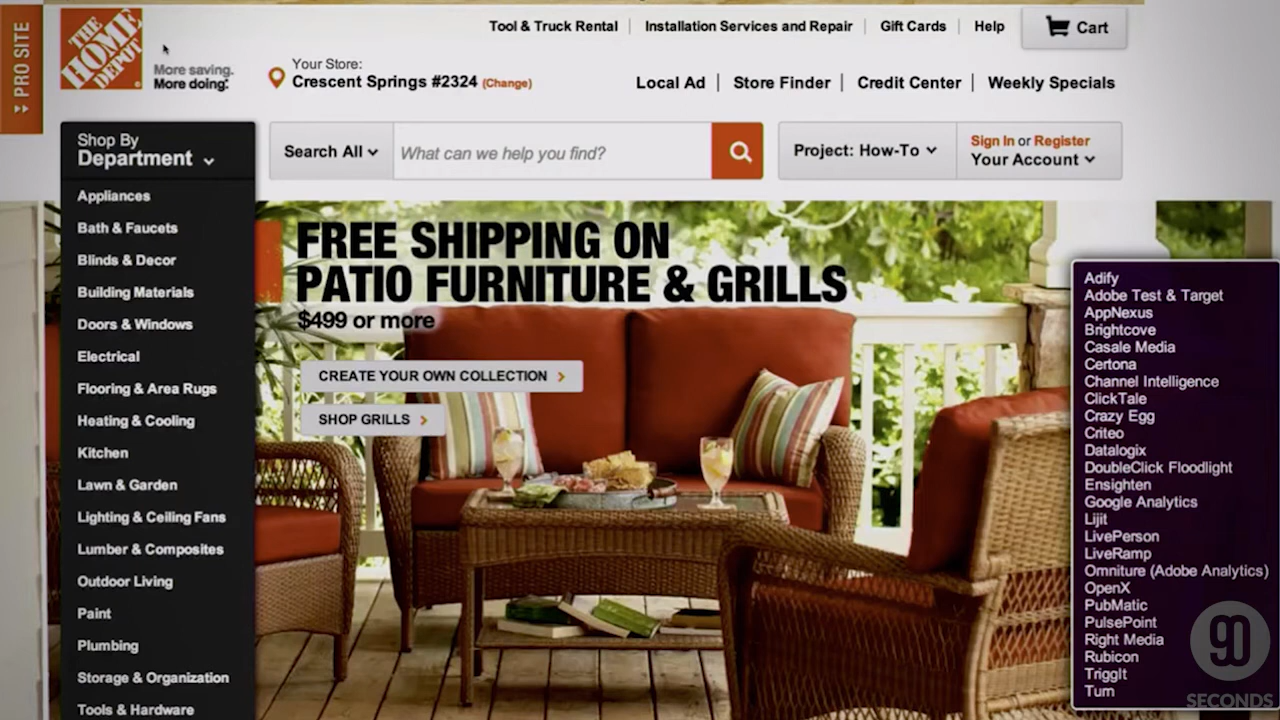 PRO SITE
THE
HOME
DEPOT
More saving.
More doing.
Tool & Truck Rental
Installation Services and Repair
Gift Cards
Help
Cart
Your Store:
Crescent Springs #2324 (Change)
Local Ad
Store Finder
Credit Center
Weekly Specials
Shop By
Department
Search All
What can we help you find?
Project: How-To
Sign In or Register
Your Account
Appliances
Bath & Faucets
Blinds & Decor
Building Materials
Doors & Windows
Electrical
Flooring & Area Rugs
Heating & Cooling
Kitchen
Lawn & Garden
Lighting & Ceiling Fans
Lumber & Composites
Outdoor Living
Paint
Plumbing
Storage & Organization
Tools & Hardware
FREE SHIPPING ON
PATIO FURNITURE & GRILLS
$499 or more
CREATE YOUR OWN COLLECTION
SHOP GRILLS
Adify
Adobe Test & Target
AppNexus
Brightcove
Casale Media
Certona
Channel Intelligence
ClickTale
Crazy Egg
Criteo
Datalogix
DoubleClick Floodlight
Ensighten
Google Analytics
Lijit
LivePerson
LiveRamp
Omniture (Adobe Analytics)
OpenX
PubMatic
PulsePoint
Right Media
Rubicon
TriggIt
Turn
90
SECONDS